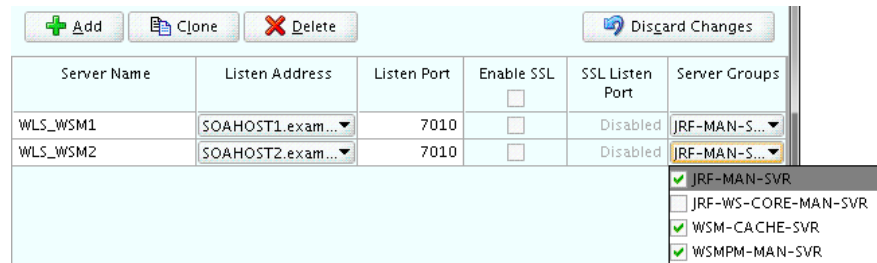 Add Clone Delete Discard Changes
Server Name Listen Address Listen Port Enable SSL SSL Listen Port Server Groups
WLS_WSM1 SOAHOST1.exam... 7010 Disabled JRF-MAN-S...
WLS_WSM2 SOAHOST2.exam... 7010 Disabled JRF-MAN-S...
JRF-MAN-SVR
JRF-WS-CORE-MAN-SVR
WSM-CACHE-SVR
WSMPM-MAN-SVR